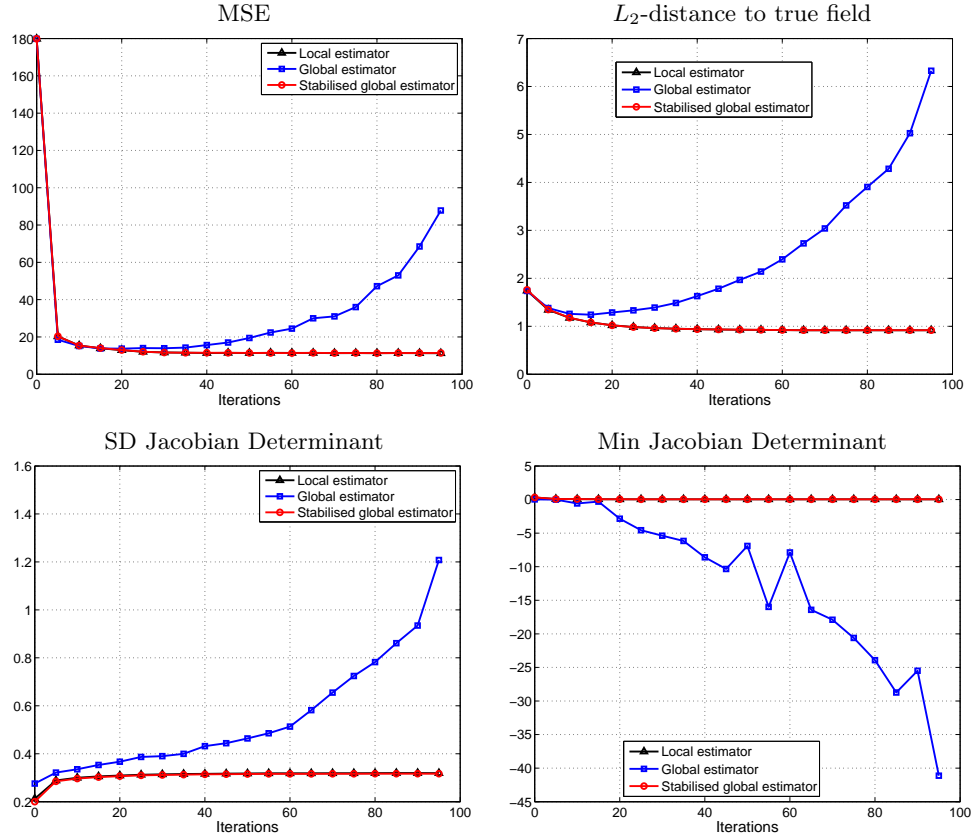 MSE
180
160
140
120
100
80
60
40
20
0
0 20 40 60 80 100
Iterations
Local estimator
Global estimator
Stabilised global estimator
L2-distance to true field
7
6
5
4
3
2
1
0
0 20 40 60 80 100
Iterations
Local estimator
Global estimator
Stabilised global estimator
SD Jacobian Determinant
1.6
1.4
1.2
1
0.8
0.6
0.4
0.2
0 20 40 60 80 100
Iterations
Local estimator
Global estimator
Stabilised global estimator
Min Jacobian Determinant
5
0
−5
−10
−15
−20
−25
−30
−35
−40
−45
0 20 40 60 80 100
Iterations
Local estimator
Global estimator
Stabilised global estimator